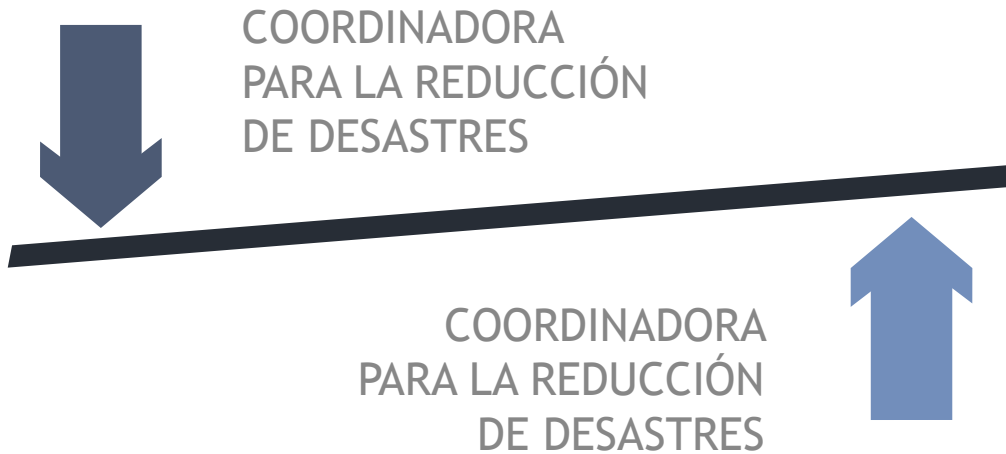 COORDINADORA
PARA LA REDUCCIÓN
DE DESASTRES
COORDINADORA
PARA LA REDUCCIÓN
DE DESASTRES